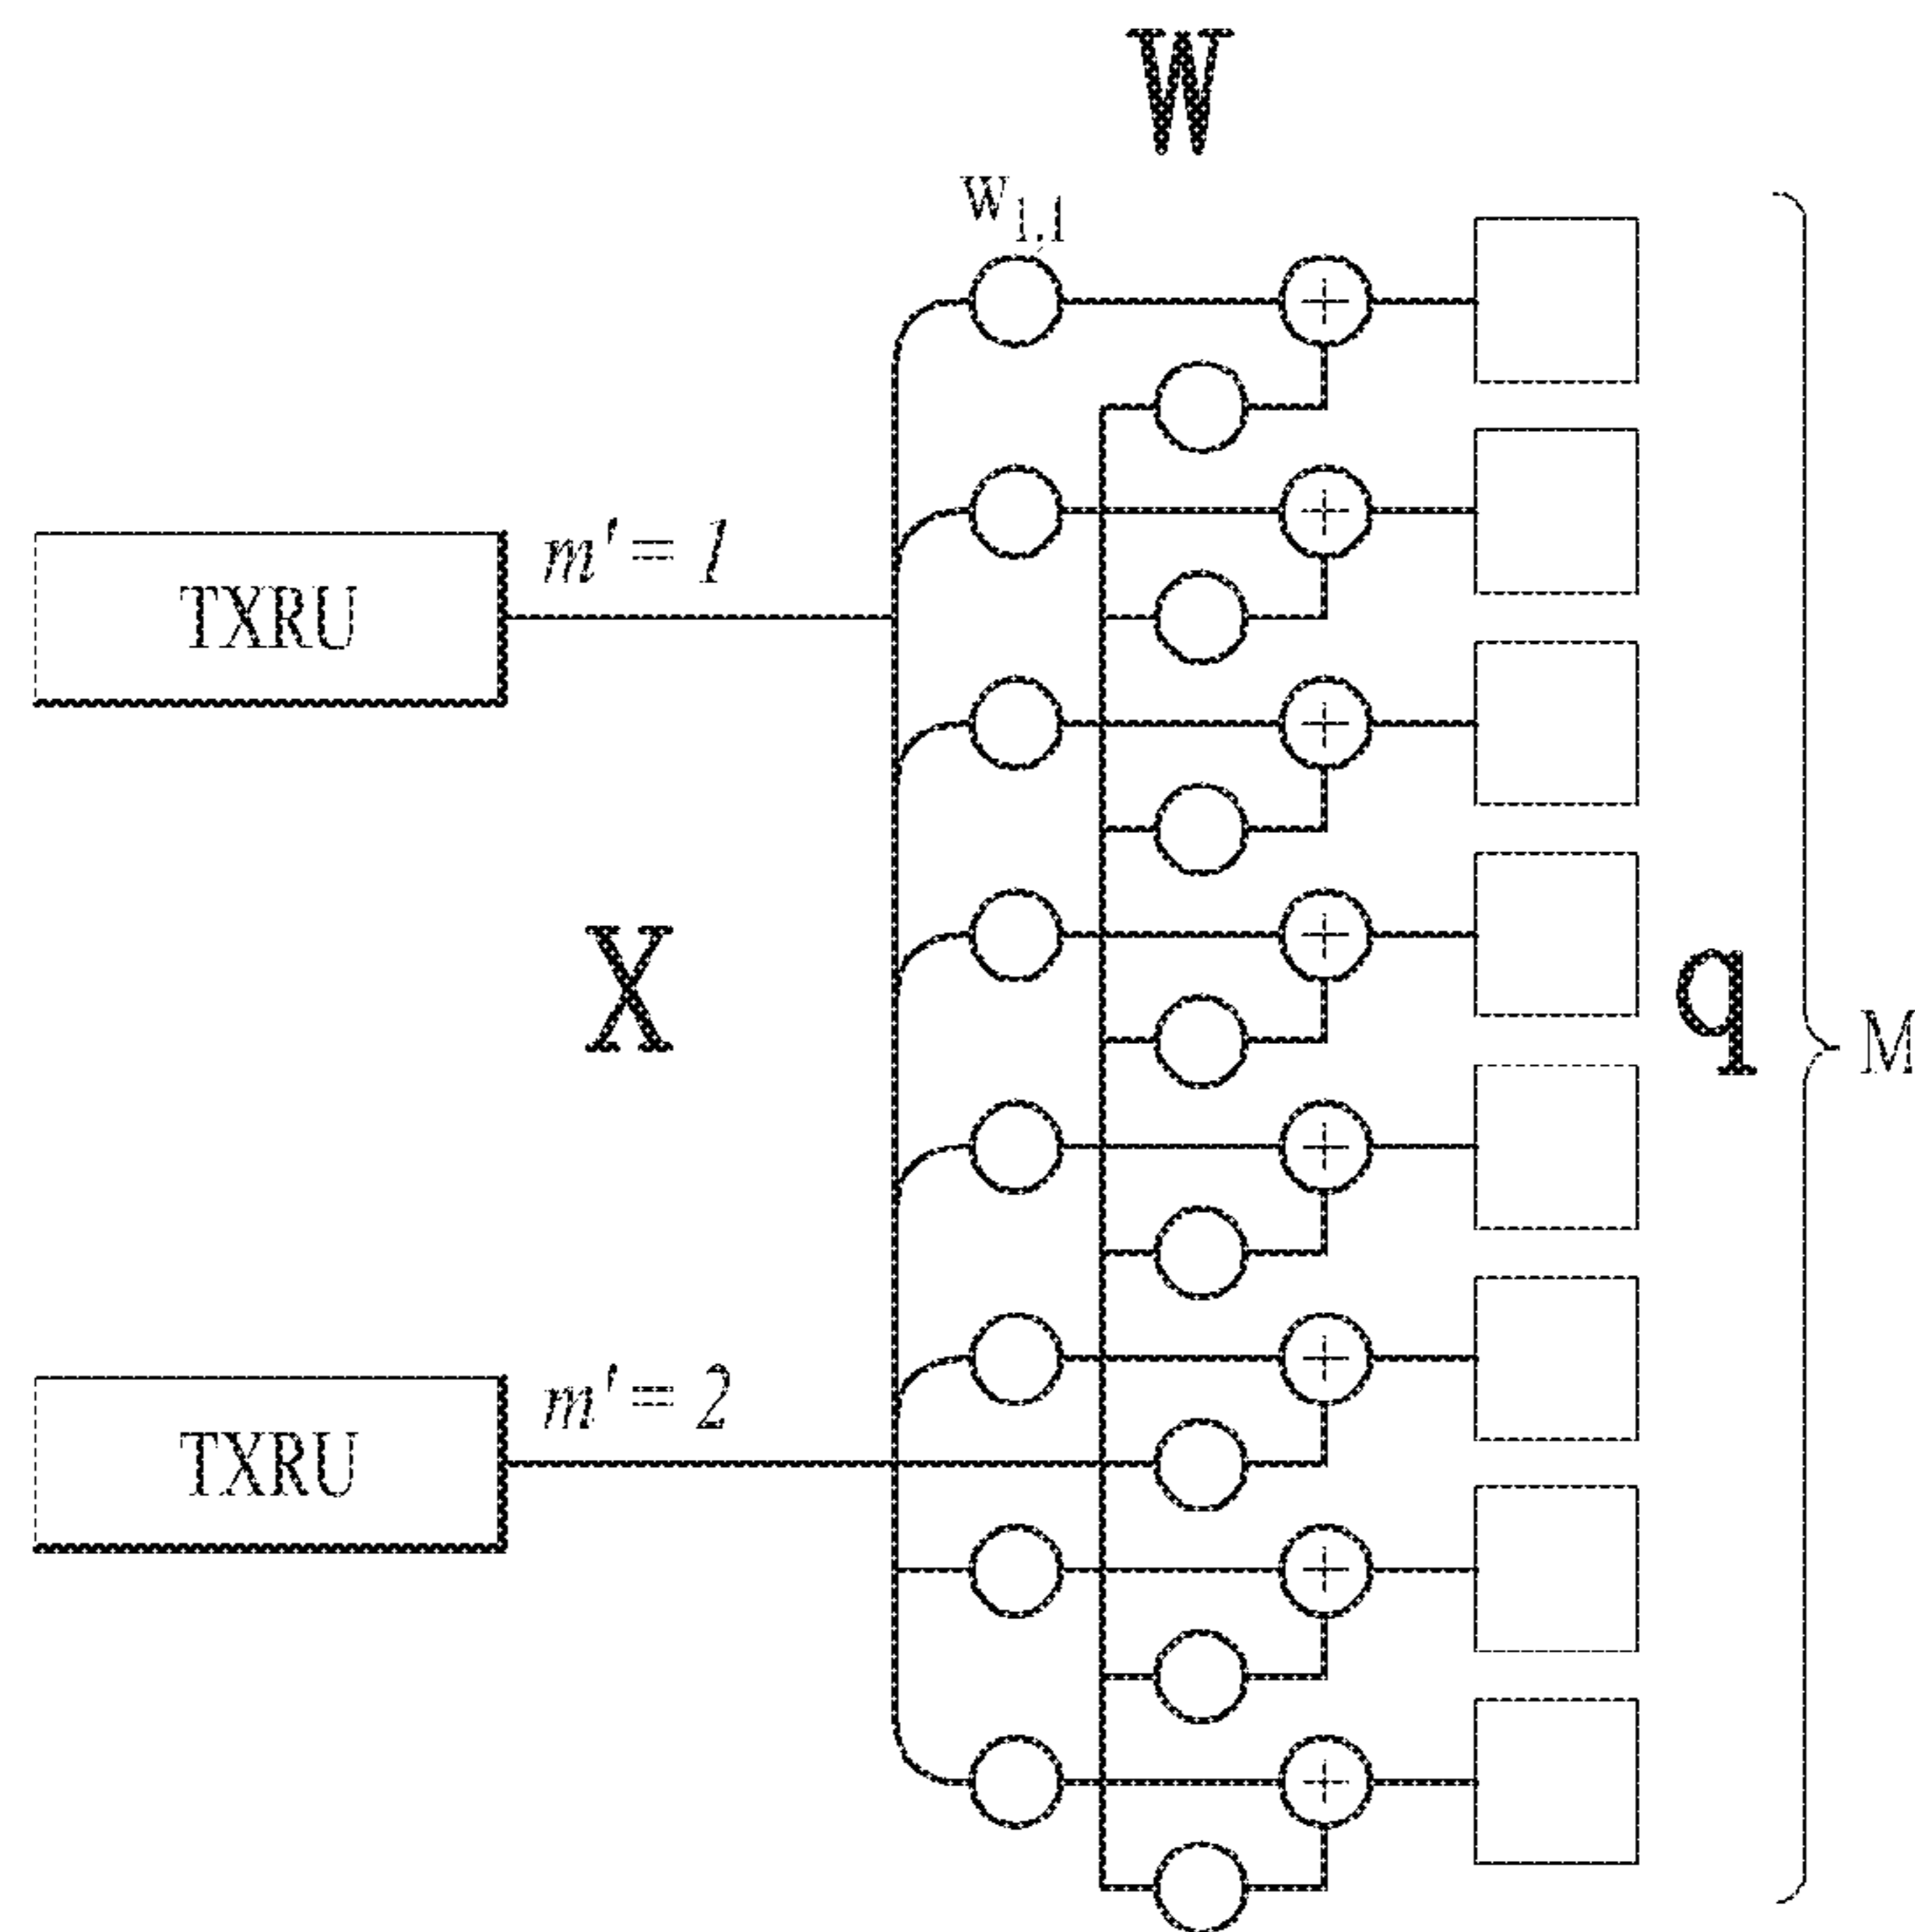 W
w1,1
m' = 1
TXRU
X
q
M
m' = 2
TXRU